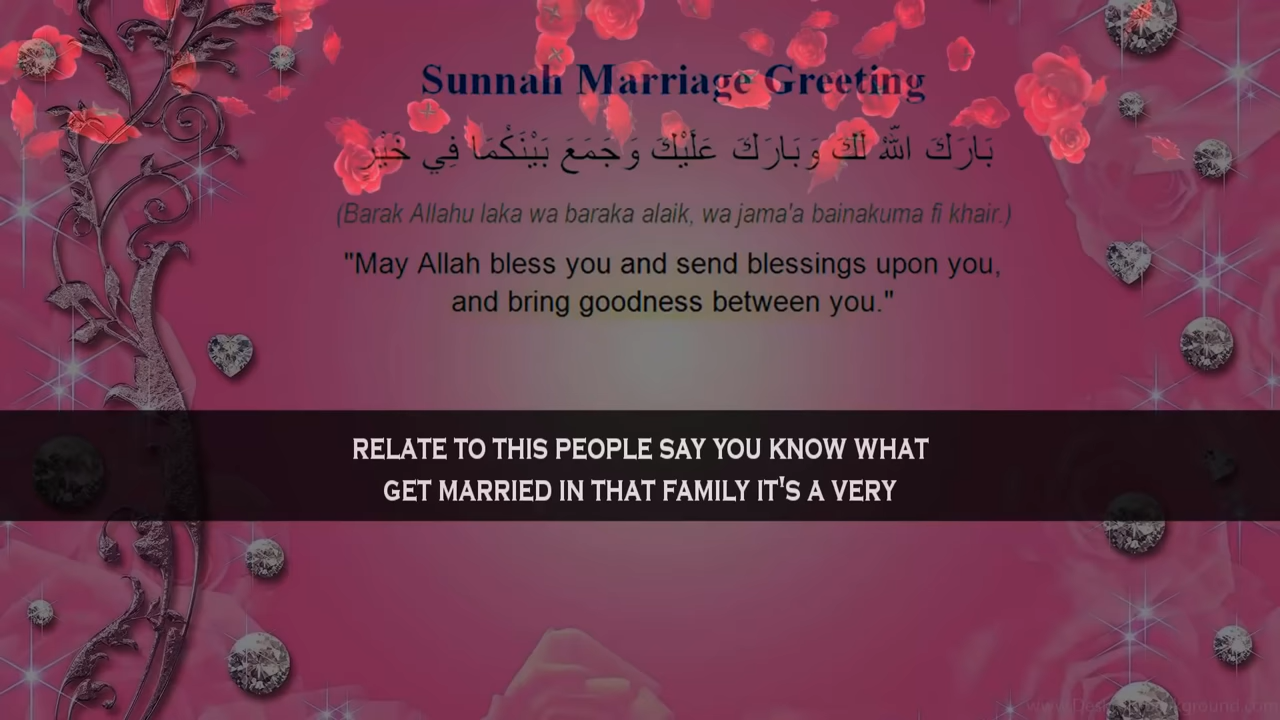 Sunnah Marriage Greeting
بَارَكَ اللهُ لَكَ وَبَارَكَ عَلَيْكَ وَجَمَعَ بَيْنَكُمَا فِي خَيْرٍ
(Barak Allahu laka wa baraka alaik, wa jama'a bainakuma fi khair.)
"May Allah bless you and send blessings upon you,
and bring goodness between you."
RELATE TO THIS PEOPLE SAY YOU KNOW WHAT
GET MARRIED IN THAT FAMILY IT'S A VERY